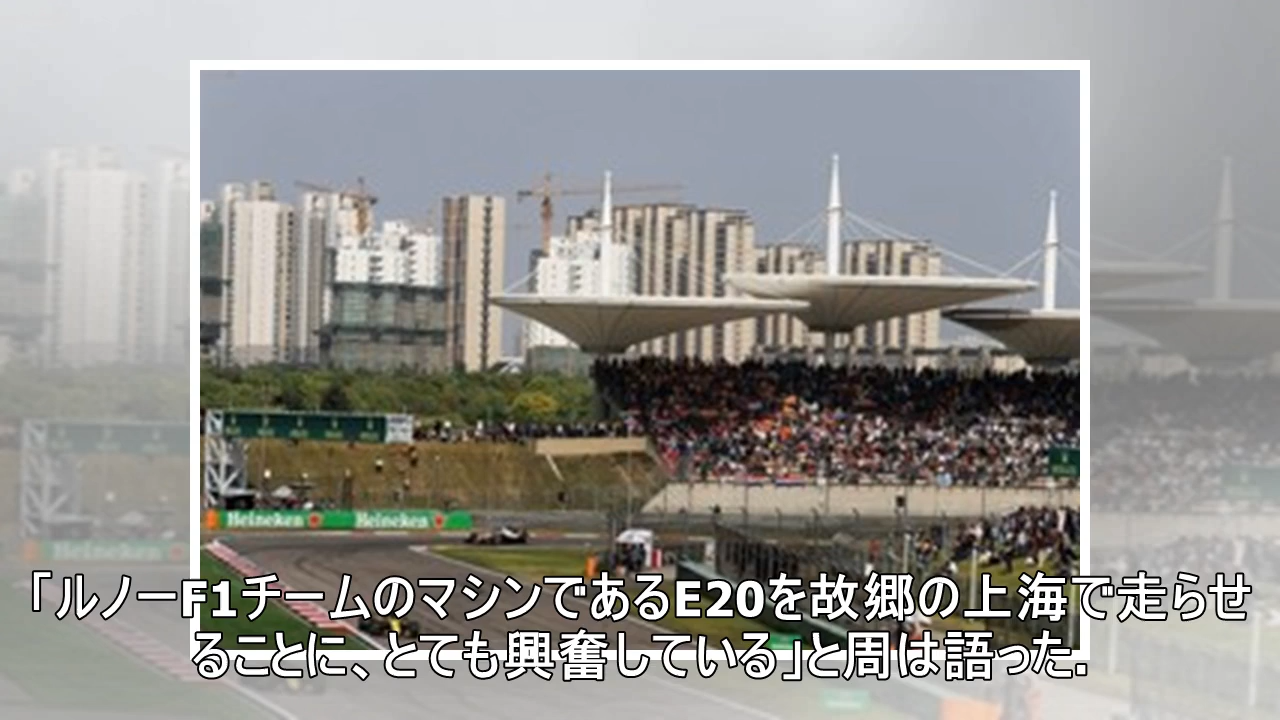 Heineken Heineken
「ルノーF1チームのマシンであるE20を故郷の上海で走らせ
ることに、とても興奮している」と周は語った.